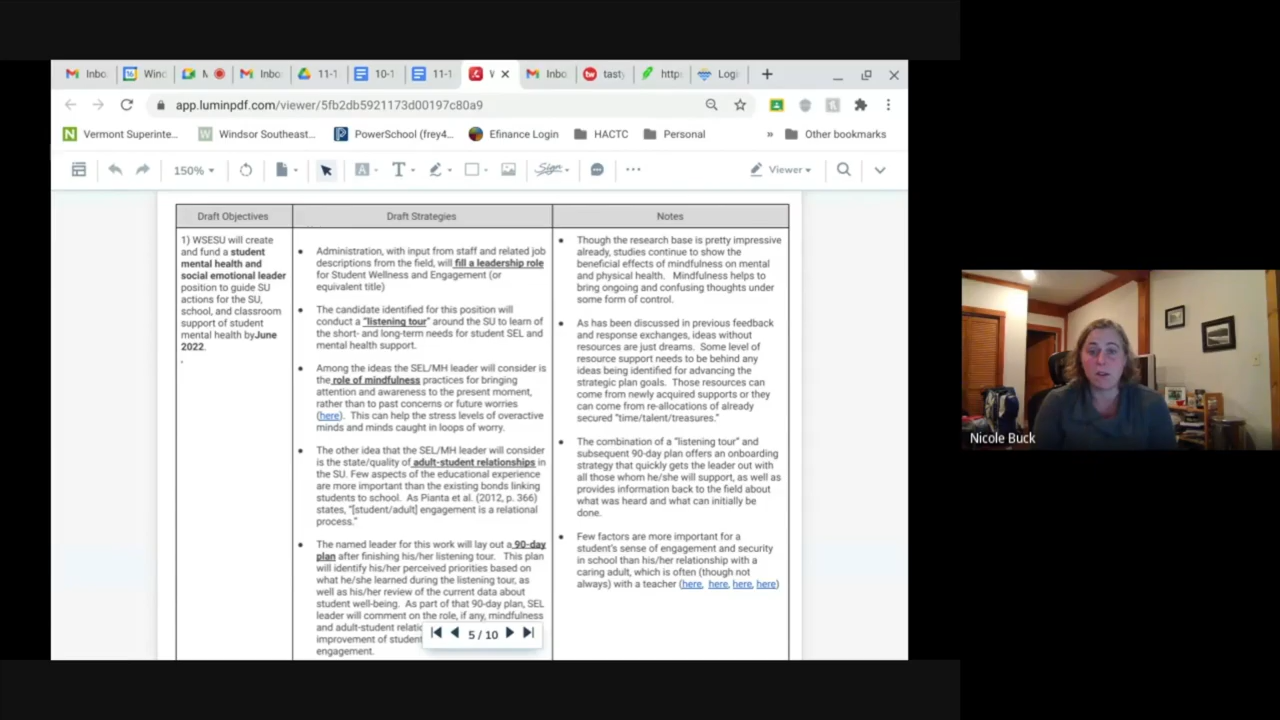 Inbo
16
Wind
M
Inbo
11-1
10-1
11-1
V
Inbo
tw
tasty
http
Logi
app.luminpdf.com/viewer/5fb2db5921173d00197c80a9
N Vermont Superinte...
W Windsor Southeast...
PowerSchool (frey4...
Efinance Login
HACTC
Personal
» Other bookmarks
150%
A
T
Sign
Viewer
Draft Objectives
Draft Strategies
Notes
1) WSESU will create
and fund a student
mental health and
social emotional leader
position to guide SU
actions for the SU,
school, and classroom
support of student
mental health byJune
2022.
Administration, with input from staff and related job
descriptions from the field, will fill a leadership role
for Student Wellness and Engagement (or
equivalent title)
The candidate identified for this position will
conduct a "listening tour" around the SU to learn of
the short- and long-term needs for student SEL and
mental health support.
Among the ideas the SEL/MH leader will consider is
the role of mindfulness practices for bringing
attention and awareness to the present moment,
rather than to past concerns or future worries
(here). This can help the stress levels of overactive
minds and minds caught in loops of worry.
The other idea that the SEL/MH leader will consider
is the state/quality of adult-student relationships in
the SU. Few aspects of the educational experience
are more important than the existing bonds linking
students to school. As Pianta et al. (2012, p. 366)
states, "[student/adult] engagement is a relational
process."
The named leader for this work will lay out a 90-day
plan after finishing his/her listening tour. This plan
will identify his/her perceived priorities based on
what he/she learned during the listening tour, as
well as his/her review of the current data about
student well-being. As part of that 90-day plan, SEL
leader will comment on the role, if any, mindfulness
and adult-student relatio
improvement of student
engagement.
Though the research base is pretty impressive
already, studies continue to show the
beneficial effects of mindfulness on mental
and physical health. Mindfulness helps to
bring ongoing and confusing thoughts under
some form of control.
As has been discussed in previous feedback
and response exchanges, ideas without
resources are just dreams. Some level of
resource support needs to be behind any
ideas being identified for advancing the
strategic plan goals. Those resources can
come from newly acquired supports or they
can come from re-allocations of already
secured "time/talent/treasures."
The combination of a "listening tour" and
subsequent 90-day plan offers an onboarding
strategy that quickly gets the leader out with
all those whom he/she will support, as well as
provides information back to the field about
what was heard and what can initially be
done.
Few factors are more important for a
student's sense of engagement and security
in school than his/her relationship with a
caring adult, which is often (though not
always) with a teacher (here, here, here, here)
5 / 10
Nicole Buck